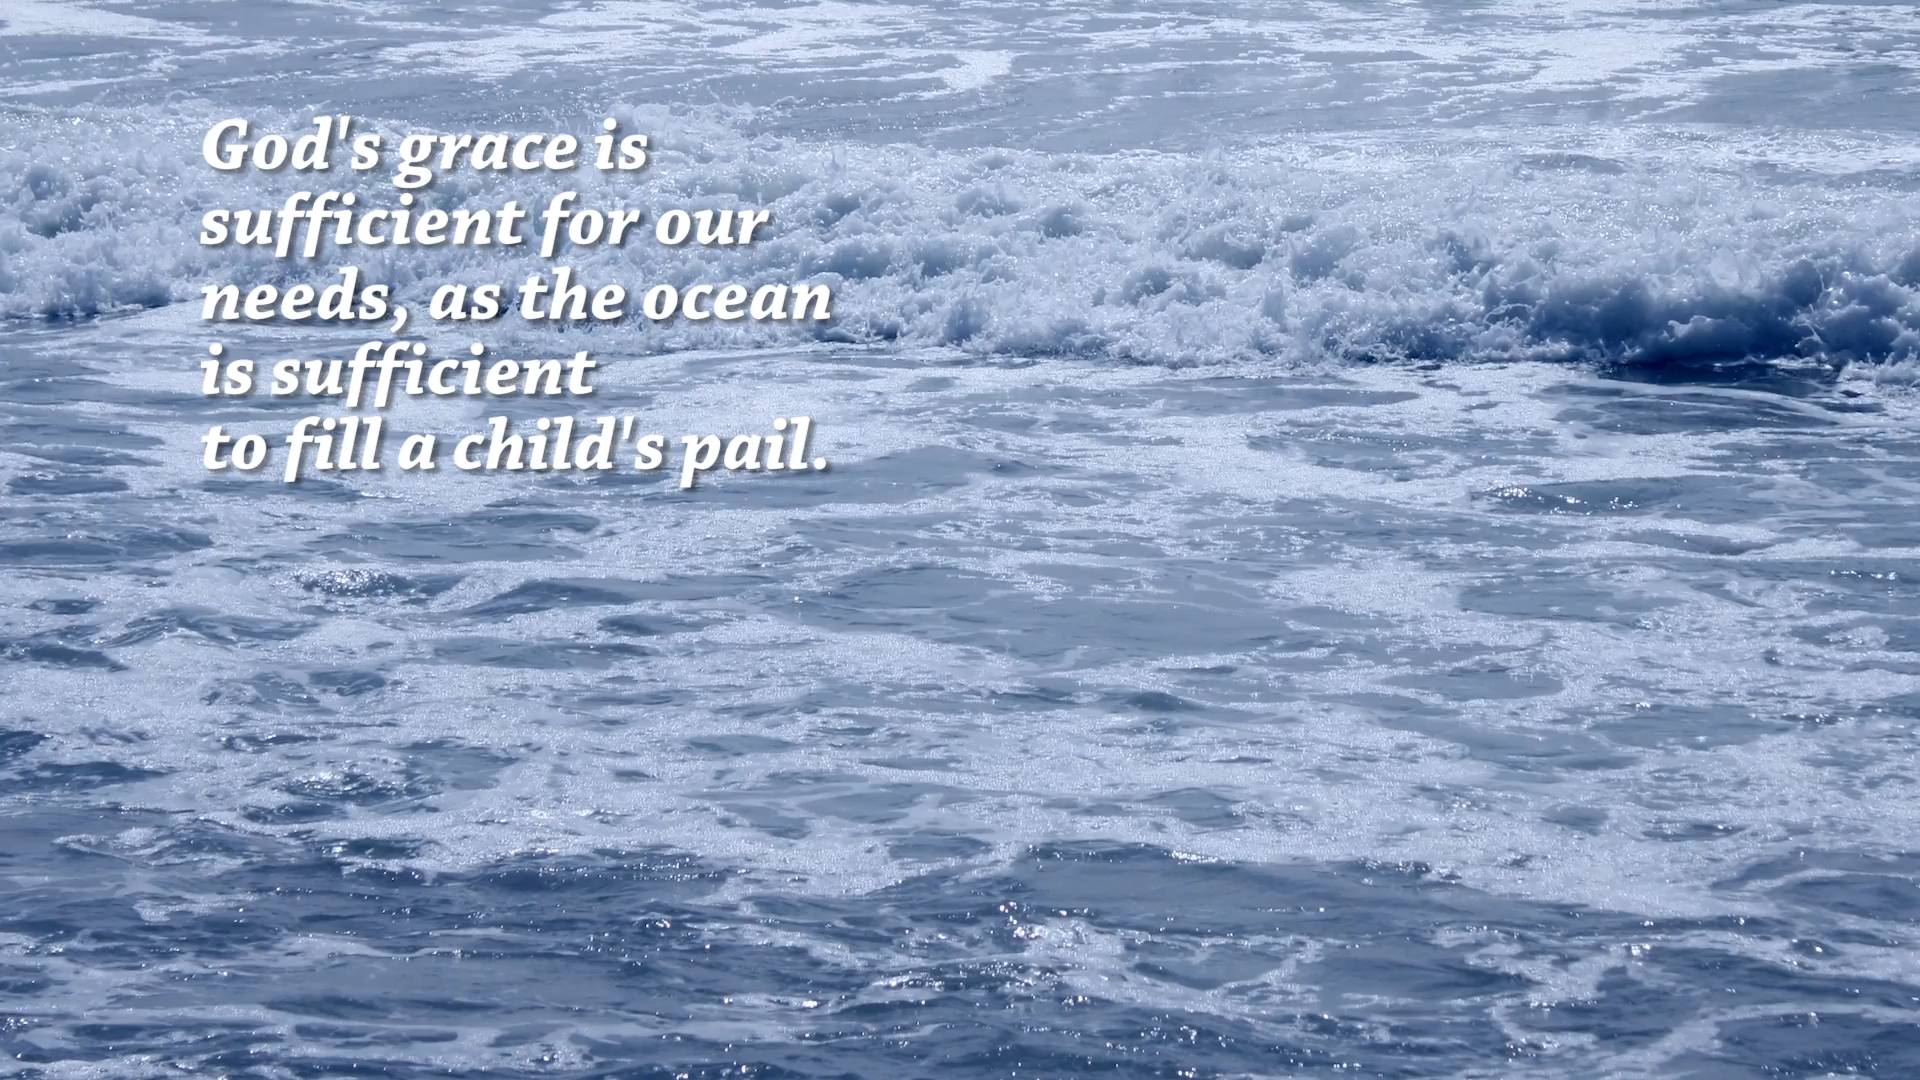 God's grace is
sufficient for our
needs, as the ocean
is sufficient
to fill a child's pail.